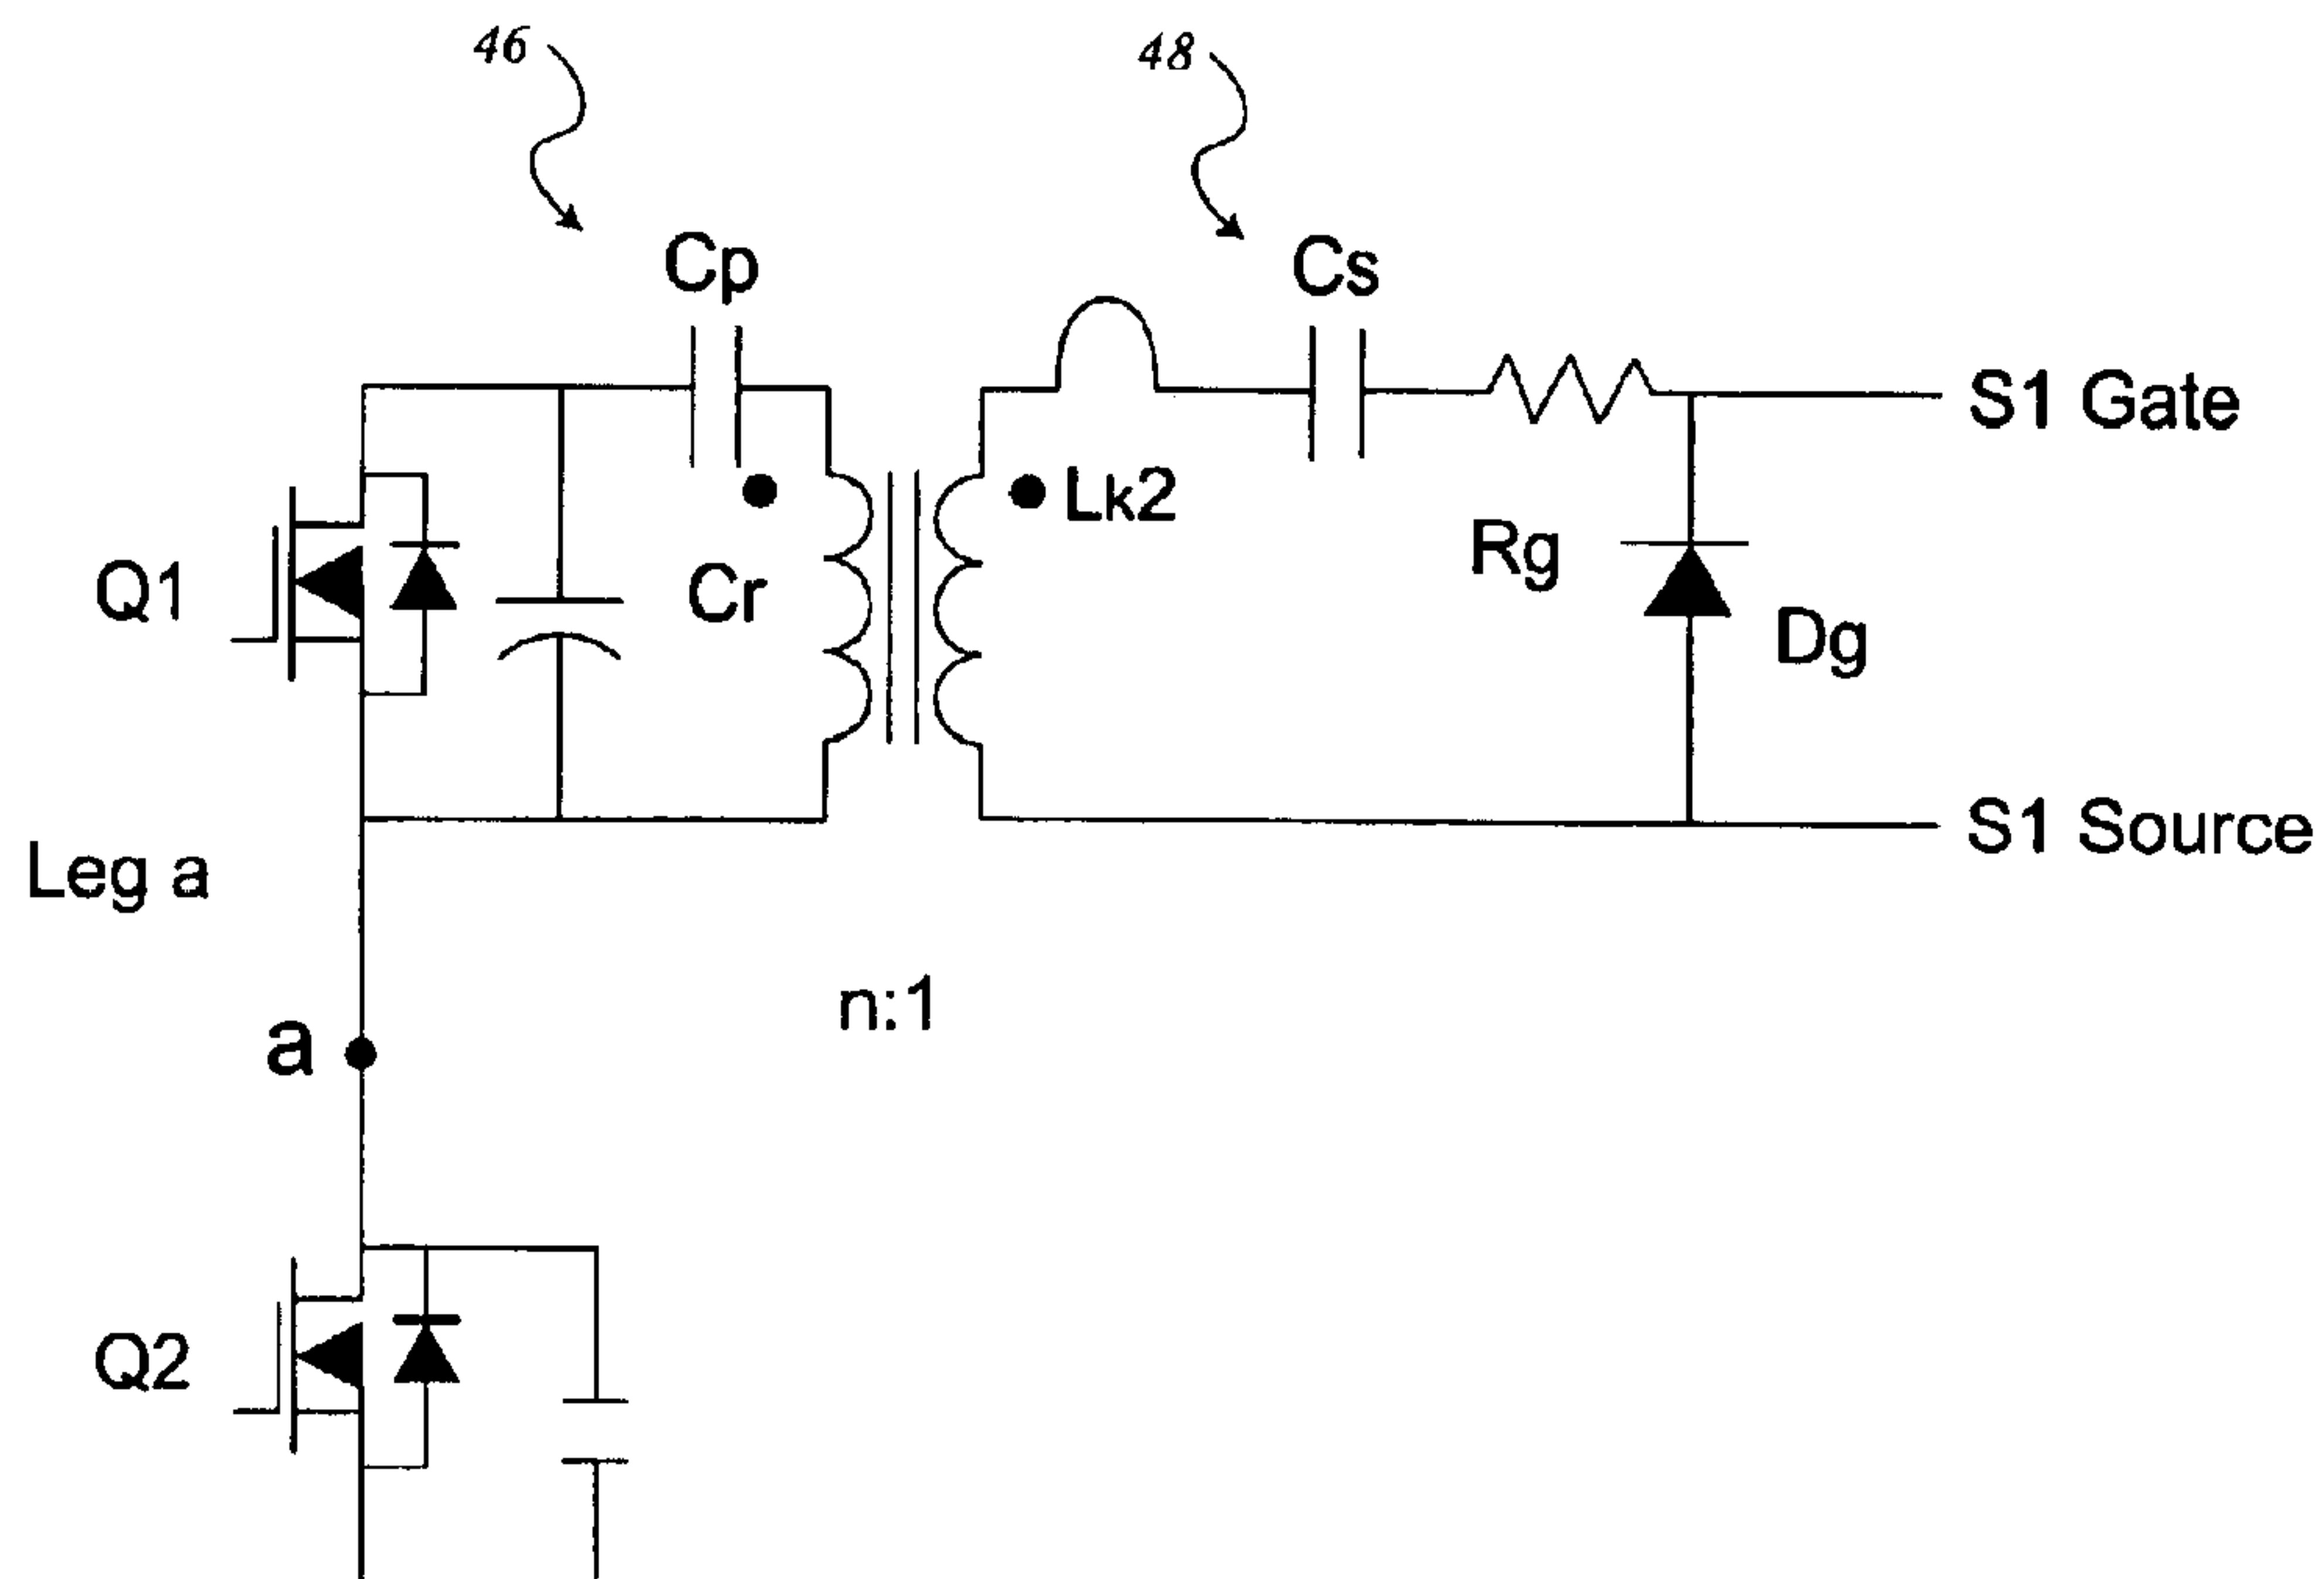 46
48
Cp
Cs
S1 Gate
Lk2
Q1
Cr
Rg
Dg
S1 Source
Leg a
n:1
a
Q2